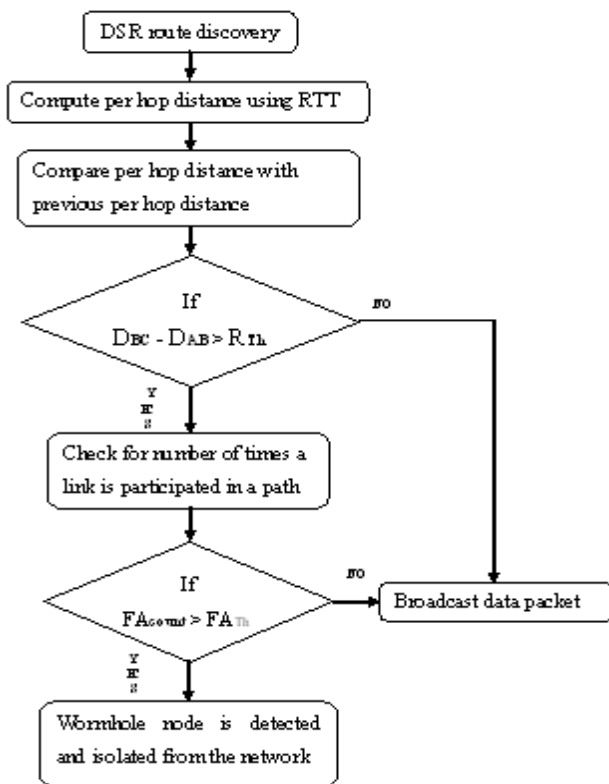 DSR route discovery
Compute per hop distance using RTT
Compare per hop distance with
previous per hop distance
If
DBC - DAB > RTh
NO
YES
Check for number of times a
link is participated in a path
If
FAcount > FATh
NO
Broadcast data packet
YES
Wormhole node is detected
and isolated from the network